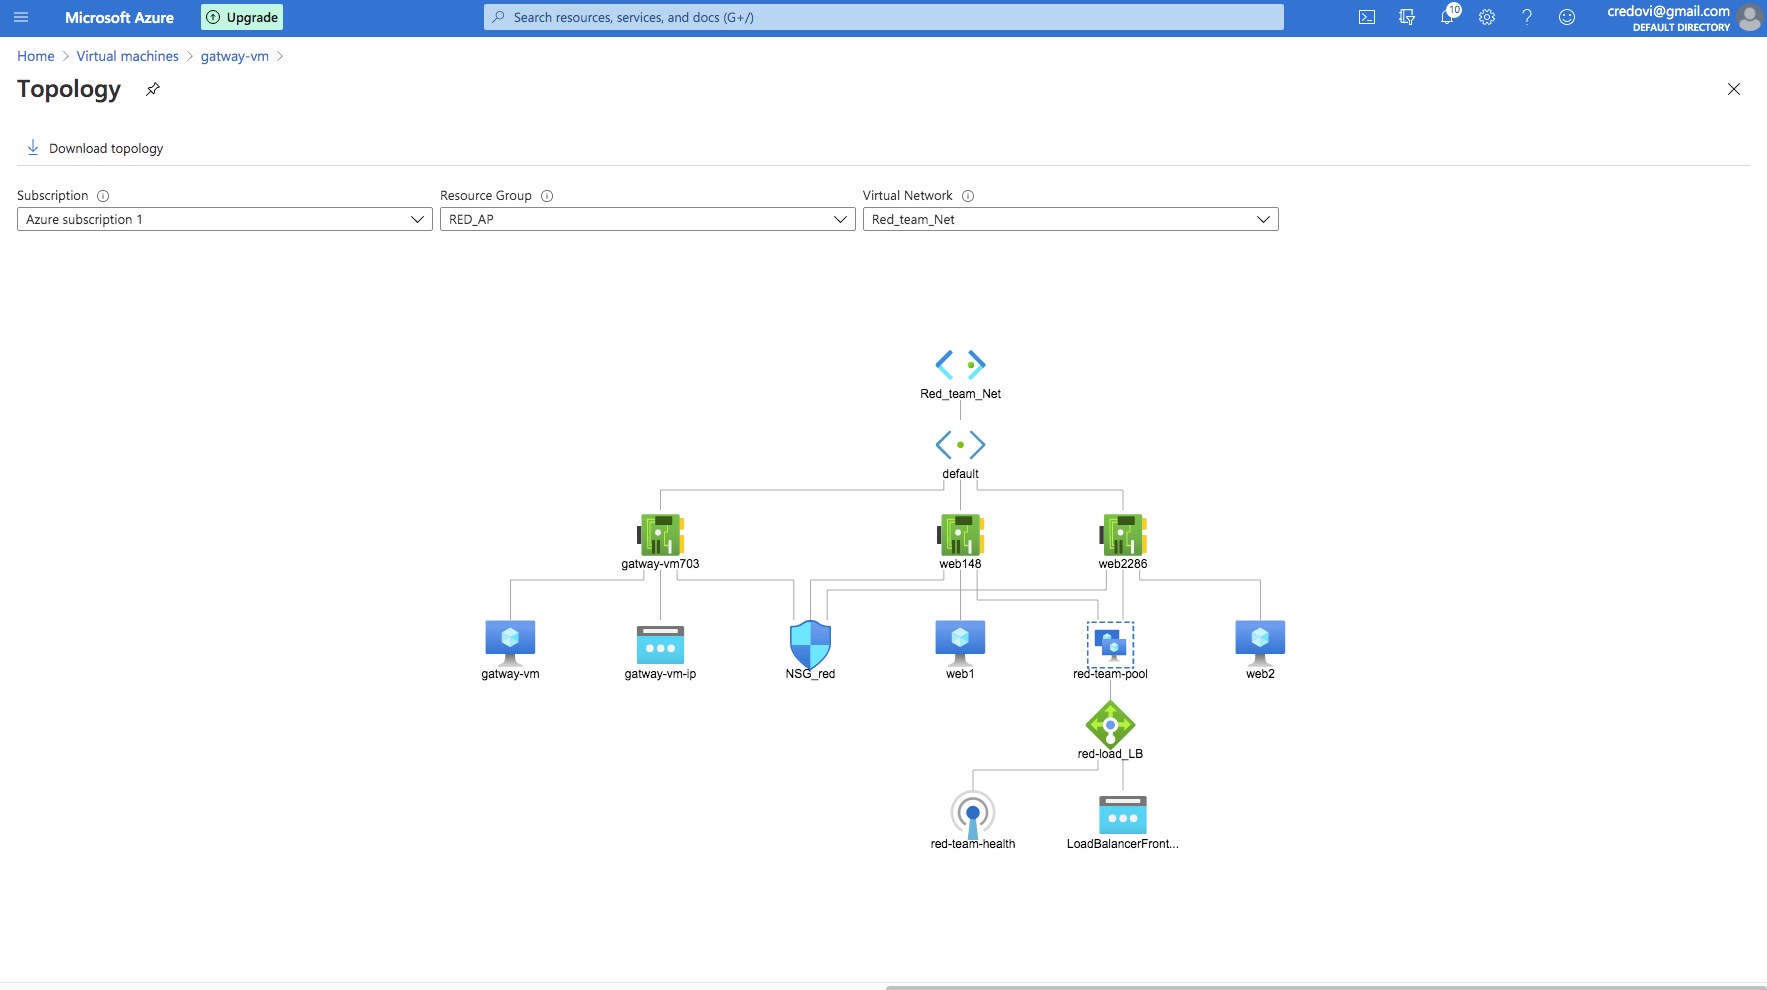 Microsoft Azure
Upgrade
Search resources, services, and docs (G+/)
10
credovi@gmail.com
DEFAULT DIRECTORY
Home > Virtual machines > gatway-vm >
Topology
Download topology
Subscription
Resource Group
Virtual Network
Azure subscription 1
RED_AP
Red_team_Net
Red_team_Net
default
gatway-vm703
web148
web2286
gatway-vm
gatway-vm-ip
NSG_red
web1
red-team-pool
web2
red-load_LB
red-team-health
LoadBalancerFront...